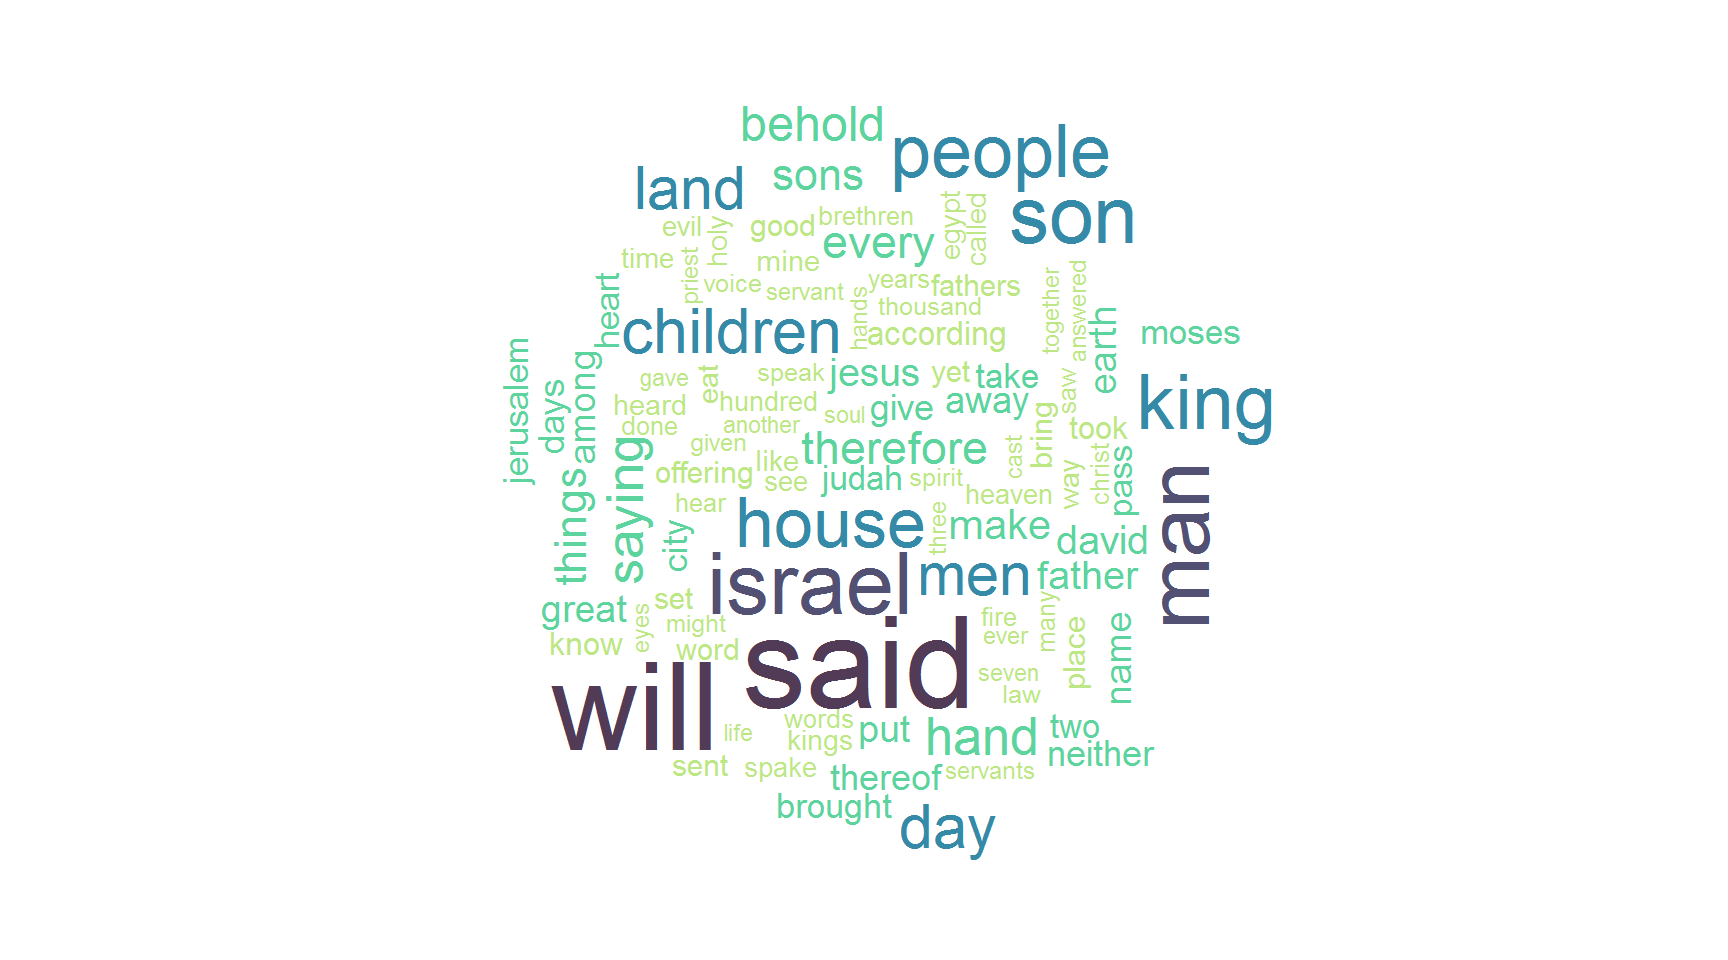 behold
people
sons
land
son
brethren
evil
holy
good
every
egypt
called
time
priest
mine
voice
servant
years
fathers
heart
hands
thousand
together
answered
children
according
earth
moses
jerusalem
days
among
gave
eat
speak
jesus
yet
take
saw
king
heard
hundred
soul
give
away
done
another
bring
took
given
therefore
cast
things
saying
offering
like
see
judah
spirit
heaven
way
christ
pass
man
hear
city
house
three
make
david
israel
men
father
great
set
eyes
might
fire
ever
many
know
word
place
name
said
seven
law
will
life
words
kings
put
hand
two
neither
sent
spake
thereof
servants
brought
day